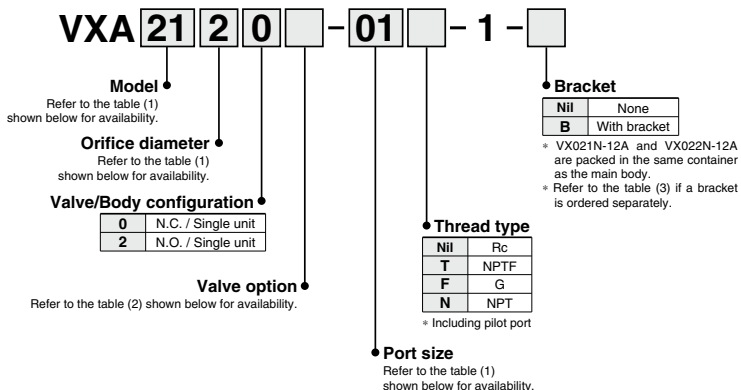 VXA 21 2 0 - 01 - 1 -
Model
Refer to the table (1)
shown below for availability.
Orifice diameter
Refer to the table (1)
shown below for availability.
Valve/Body configuration
0 N.C. / Single unit
2 N.O. / Single unit
Valve option
Refer to the table (2) shown below for availability.
Bracket
Nil None
B With bracket
* VX021N-12A and VX022N-12A
are packed in the same container
as the main body.
* Refer to the table (3) if a bracket
is ordered separately.
Thread type
Nil Rc
T NPTF
F G
N NPT
* Including pilot port
Port size
Refer to the table (1)
shown below for availability.